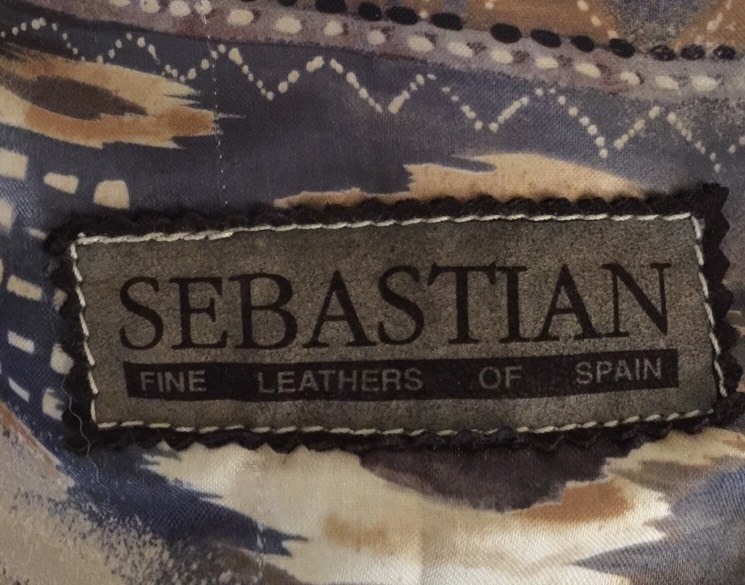 SEBASTIAN
FINE LEATHERS OF SPAIN